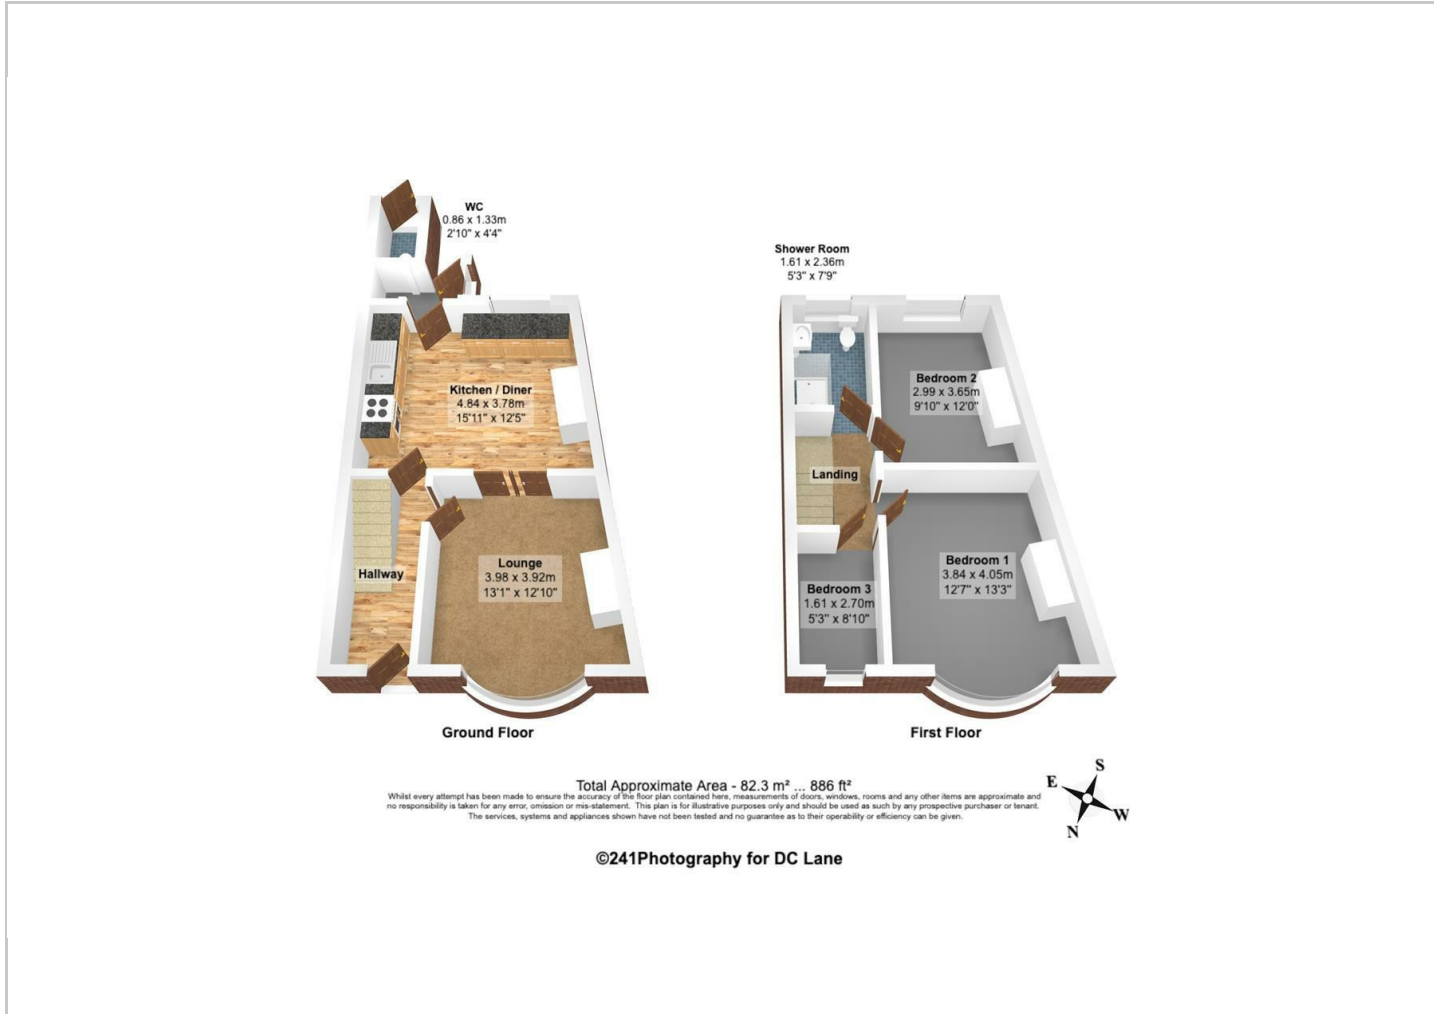 WC
0.86 x 1.33m
2'10" x 4'4"
Kitchen / Diner
4.84 x 3.78m
15'11" x 12'5"
Hallway
Lounge
3.98 x 3.92m
13'1" x 12'10"
Ground Floor
Shower Room
1.61 x 2.36m
5'3" x 7'9"
Bedroom 2
2.99 x 3.65m
9'10" x 12'0"
Landing
Bedroom 1
3.84 x 4.05m
12'7" x 13'3"
Bedroom 3
1.61 x 2.70m
5'3" x 8'10"
First Floor
S
E
W
N
Total Approximate Area - 82.3 m² ... 886 ft²
Whilst every attempt has been made to ensure the accuracy of the floor plan contained here, measurements of doors, windows, rooms and any other items are approximate and
no responsibility is taken for any error, omission or mis-statement. This plan is for illustrative purposes only and should be used as such by any prospective purchaser or tenant.
The services, systems and appliances shown have not been tested and no guarantee as to their operability or efficiency can be given.
©241Photography for DC Lane